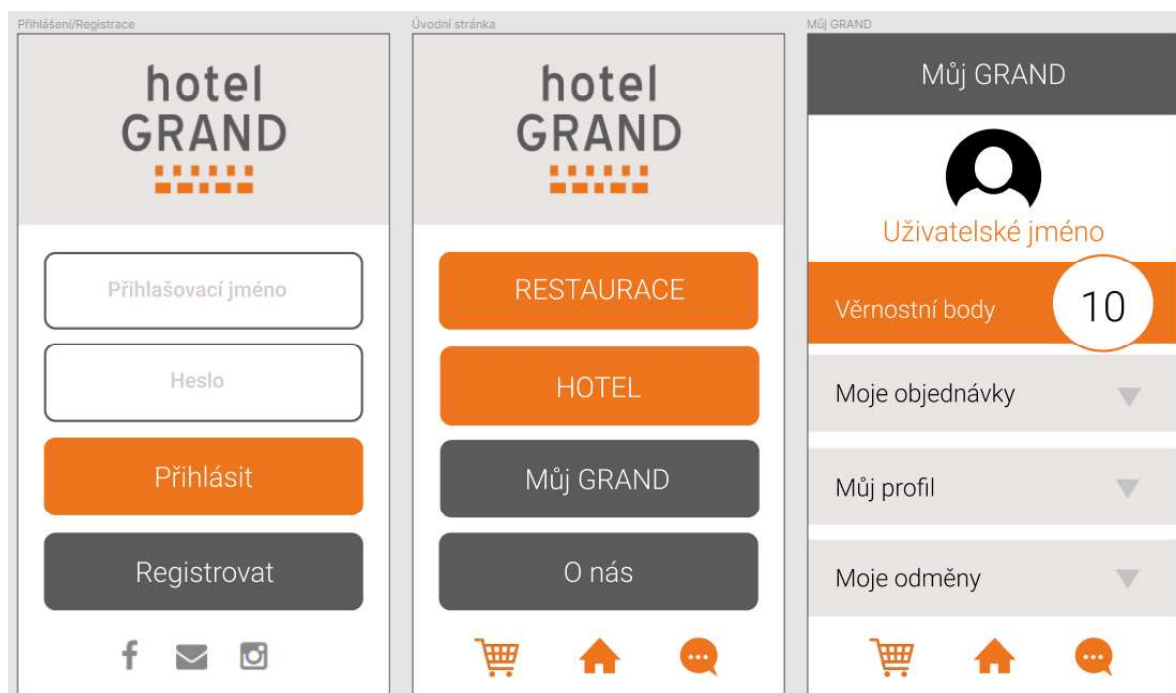 Přihlášení/Registrace
hotel
GRAND
Přihlašovací jméno
Heslo
Přihlásit
Registrovat
Úvodní stránka
hotel
GRAND
RESTAURACE
HOTEL
Můj GRAND
O nás
Můj GRAND
Můj GRAND
Uživatelské jméno
Věrnostní body
10
Moje objednávky
Můj profil
Moje odměny